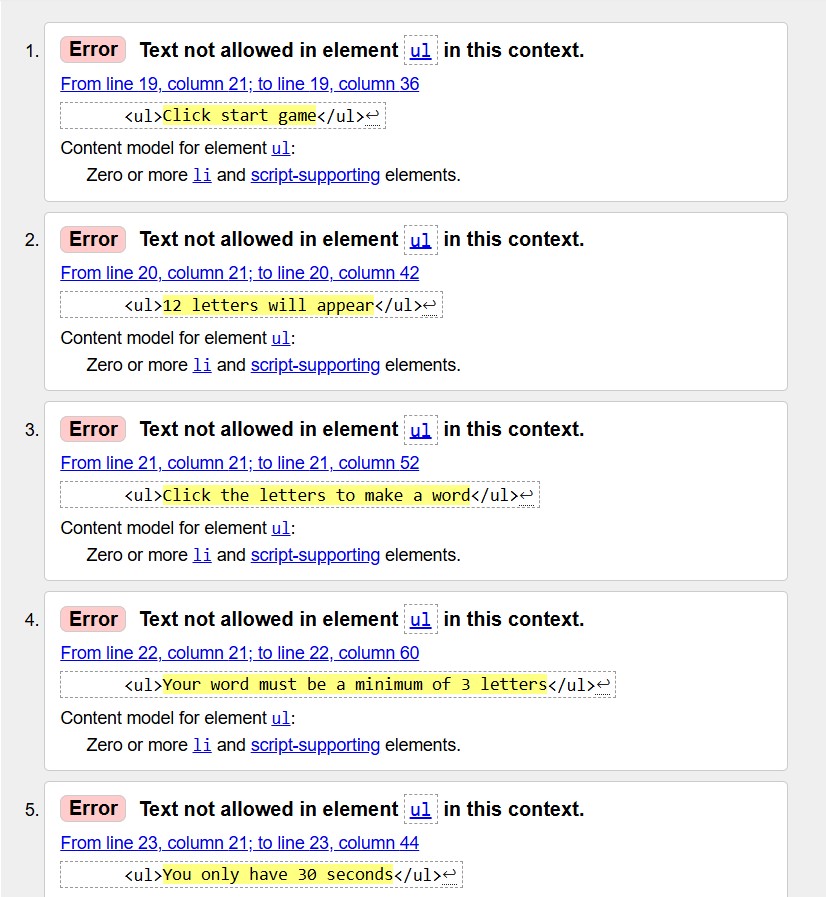 1. Error Text not allowed in element ul in this context.
From line 19, column 21; to line 19, column 36
<ul>Click start game</ul>↩
Content model for element ul:
Zero or more li and script-supporting elements.
2. Error Text not allowed in element ul in this context.
From line 20, column 21; to line 20, column 42
<ul>12 letters will appear</ul>↩
Content model for element ul:
Zero or more li and script-supporting elements.
3. Error Text not allowed in element ul in this context.
From line 21, column 21; to line 21, column 52
<ul>Click the letters to make a word</ul>↩
Content model for element ul:
Zero or more li and script-supporting elements.
4. Error Text not allowed in element ul in this context.
From line 22, column 21; to line 22, column 60
<ul>Your word must be a minimum of 3 letters</ul>↩
Content model for element ul:
Zero or more li and script-supporting elements.
5. Error Text not allowed in element ul in this context.
From line 23, column 21; to line 23, column 44
<ul>You only have 30 seconds</ul>↩